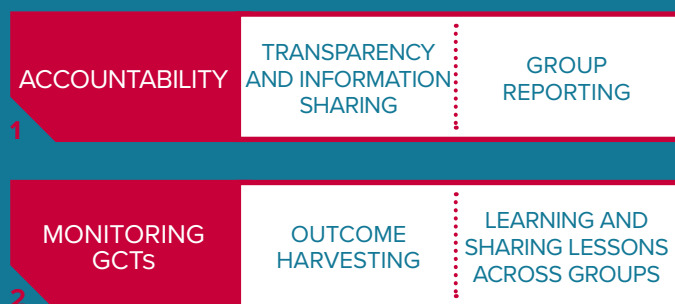 ACCOUNTABILITY
TRANSPARENCY
AND INFORMATION
SHARING
GROUP
REPORTING
1
MONITORING
GCTs
OUTCOME
HARVESTING
LEARNING AND
SHARING LESSONS
ACROSS GROUPS
2